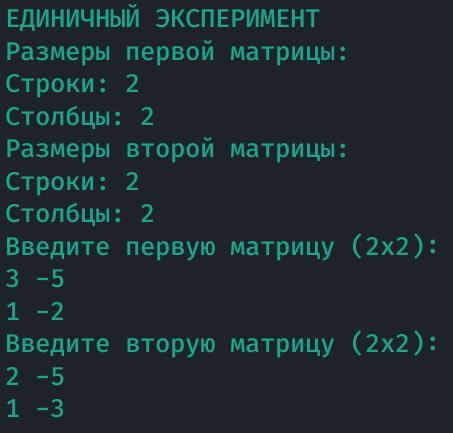 ЕДИНИЧНЫЙ ЭКСПЕРИМЕНТ
Размеры первой матрицы:
Строки: 2
Столбцы: 2
Размеры второй матрицы:
Строки: 2
Столбцы: 2
Введите первую матрицу (2x2):
3 -5
1 -2
Введите вторую матрицу (2x2):
2 -5
1 -3